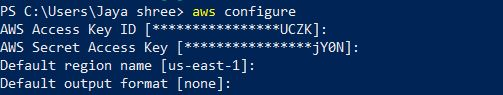 PS C:\Users\Jaya shree> aws configure
AWS Access Key ID [****************UCZK]:
AWS Secret Access Key [****************jY0N]:
Default region name [us-east-1]:
Default output format [none]: